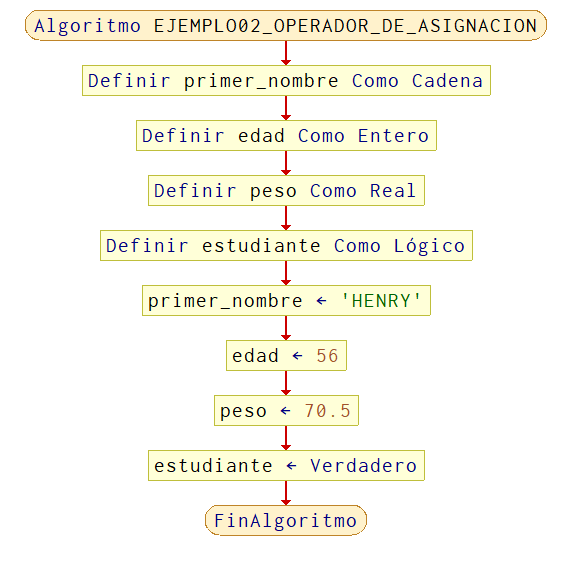 Algoritmo EJEMPLO02_OPERADOR_DE_ASIGNACION
Definir primer_nombre Como Cadena
Definir edad Como Entero
Definir peso Como Real
Definir estudiante Como Lógico
primer_nombre ← 'HENRY'
edad ← 56
peso ← 70.5
estudiante ← Verdadero
FinAlgoritmo